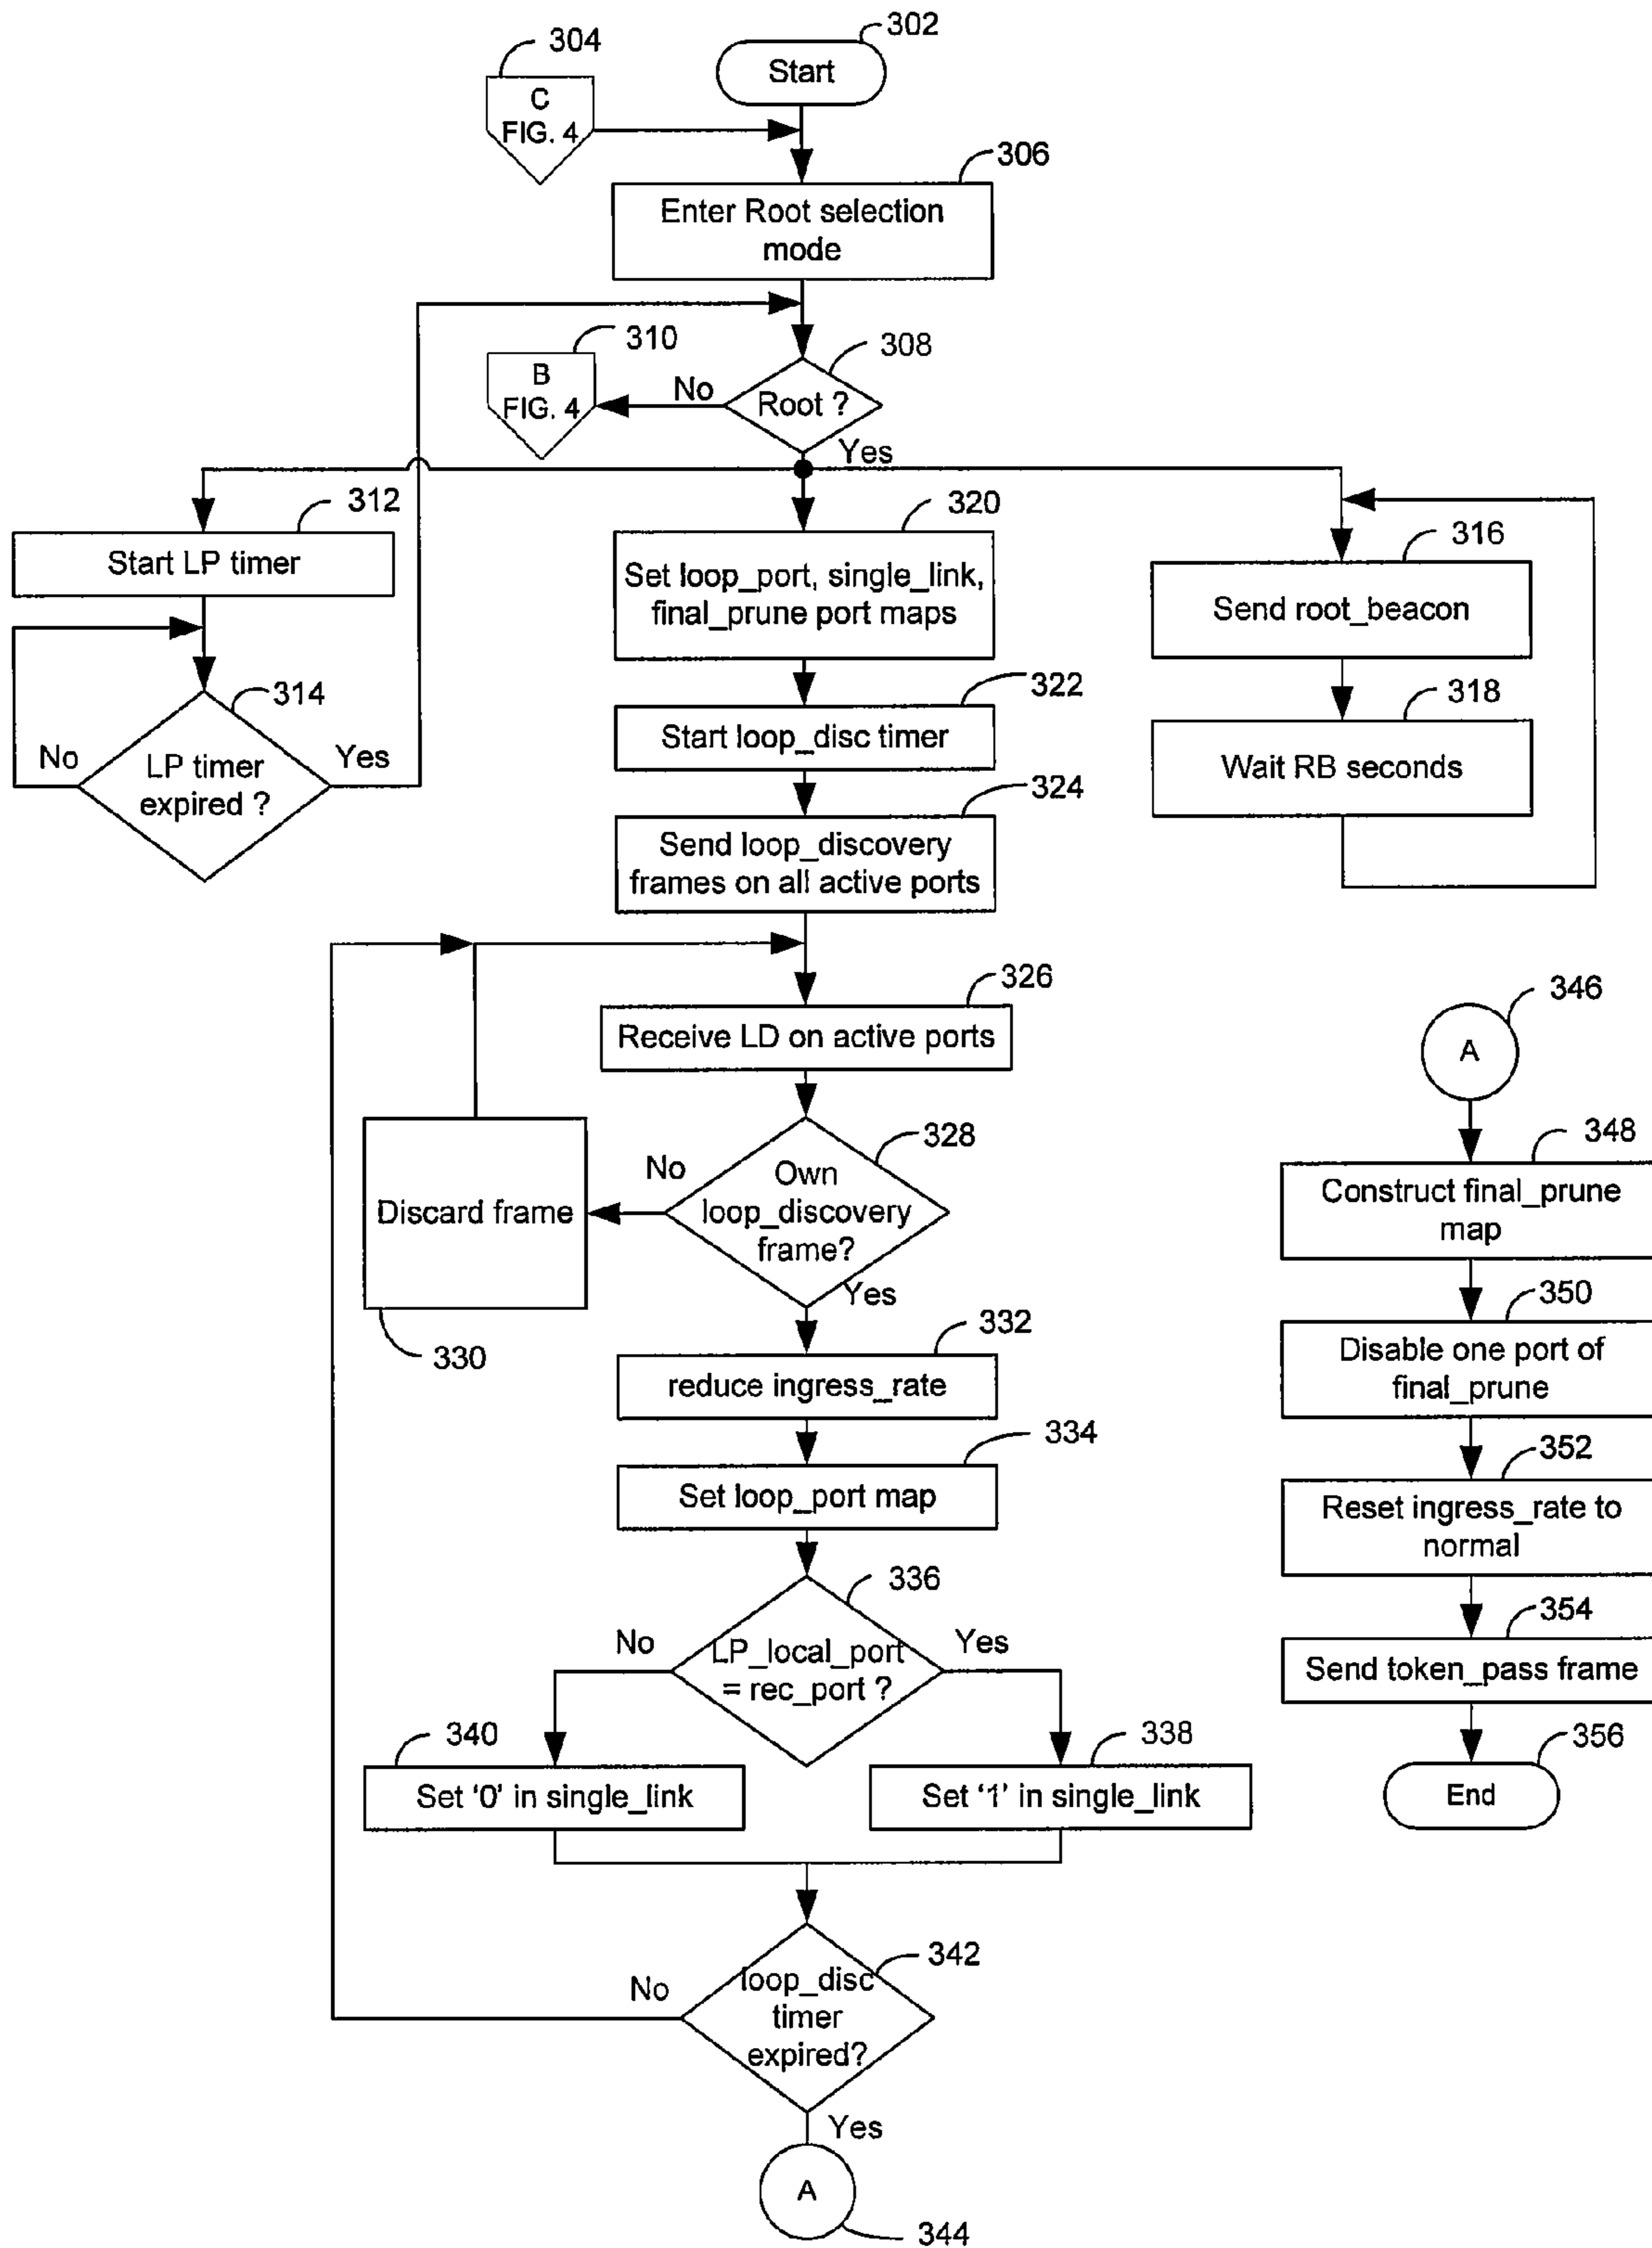 302
Start
304
C
FIG. 4
306
Enter Root selection
mode
310
B
FIG. 4
308
Root ?
No
Yes
312
Start LP timer
314
LP timer
expired ?
No
Yes
320
Set loop_port, single_link,
final_prune port maps
322
Start loop_disc timer
324
Send loop_discovery
frames on all active ports
316
Send root_beacon
318
Wait RB seconds
326
Receive LD on active ports
328
Own
loop_discovery
frame?
No
Yes
Discard frame
330
332
reduce ingress_rate
334
Set loop_port map
336
LP_local_port
= rec_port ?
No
Yes
340
Set '0' in single_link
338
Set '1' in single_link
342
loop_disc
timer
expired?
No
Yes
A
344
346
A
348
Construct final_prune
map
350
Disable one port of
final_prune
352
Reset ingress_rate to
normal
354
Send token_pass frame
356
End